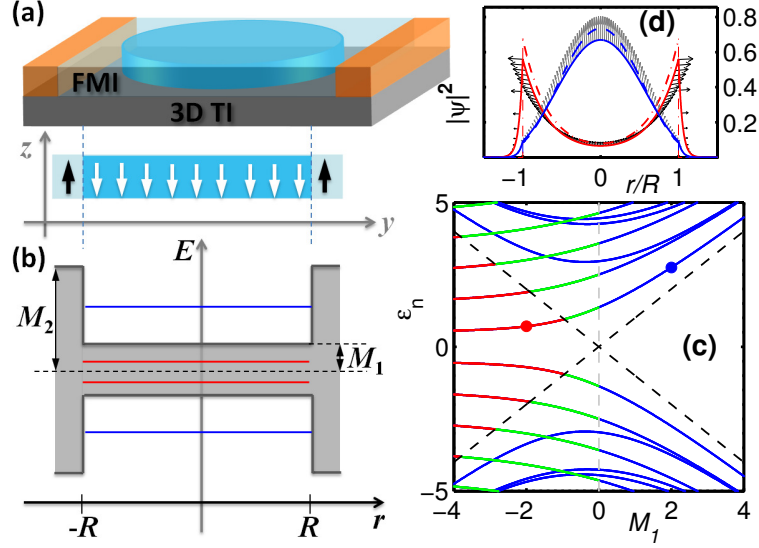 (a)
FMI
3D TI
z
y
(b)
E
M₂
M₁
-R
R
r
(d)
|ψ|²
0.8
0.6
0.4
0.2
−1
0
1
r/R
(c)
εₙ
5
0
−5
−4
−2
0
2
4
M₁